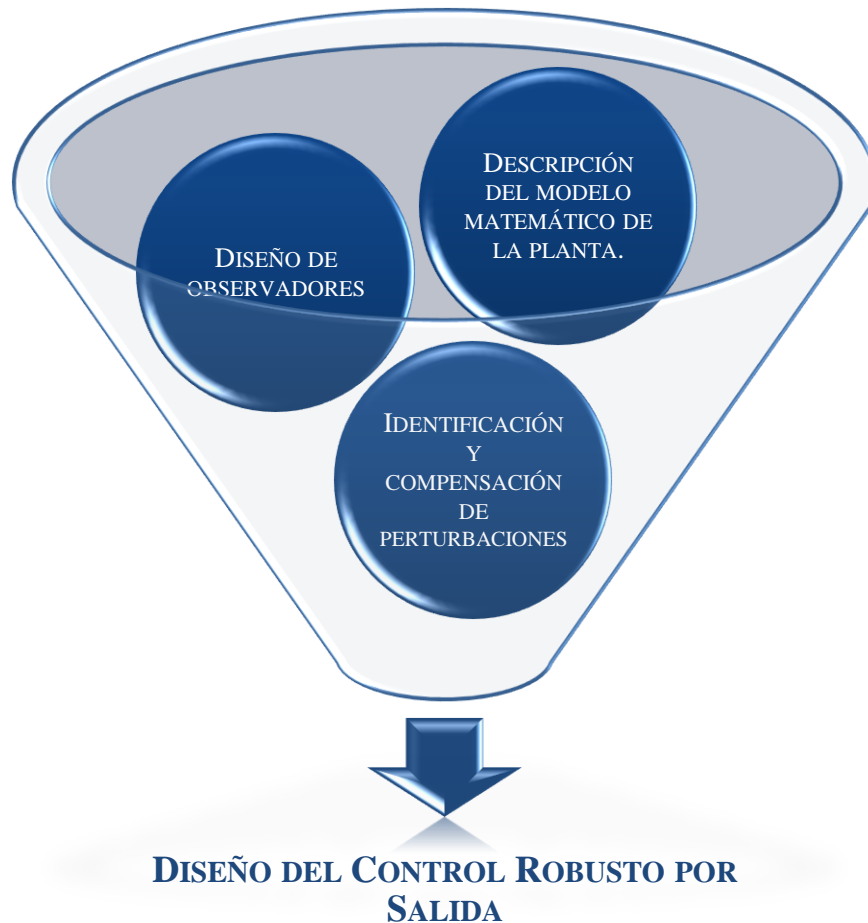 DESCRIPCIÓN
DEL MODELO
MATEMÁTICO DE
LA PLANTA.
DISEÑO DE
OBSERVADORES
IDENTIFICACIÓN
Y
COMPENSACIÓN
DE
PERTURBACIONES
DISEÑO DEL CONTROL ROBUSTO POR
SALIDA